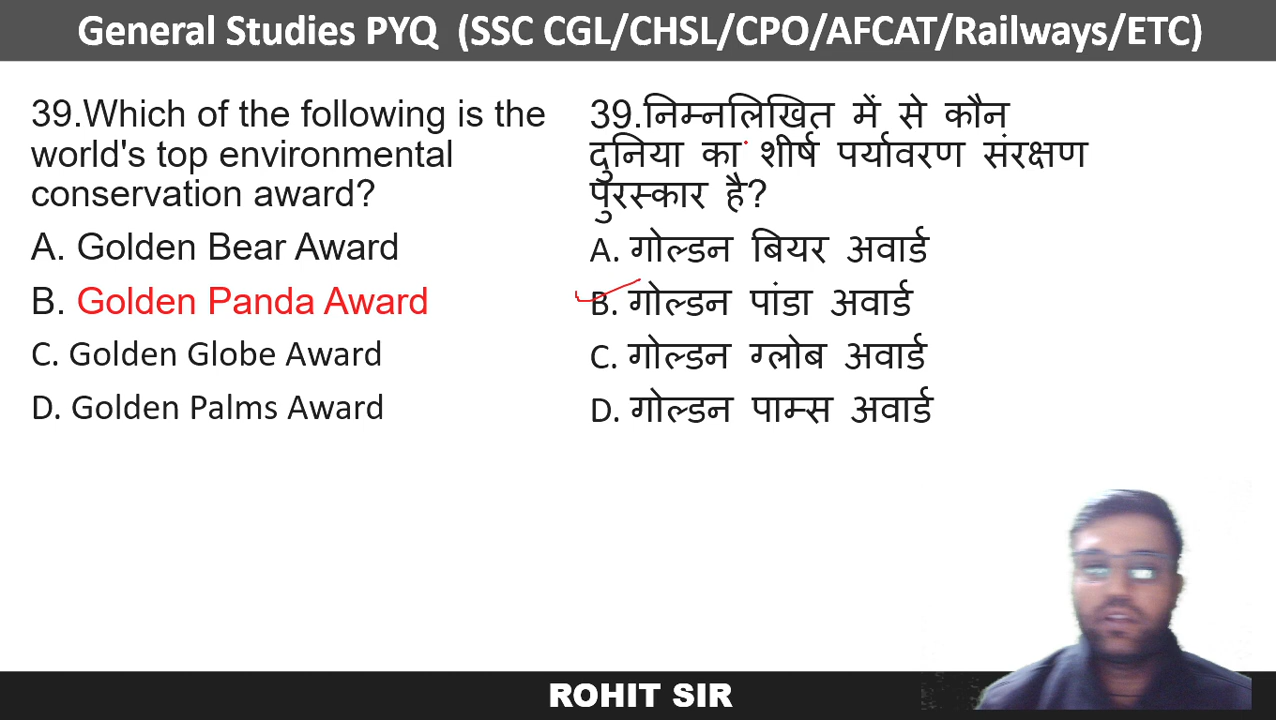 General Studies PYQ (SSC CGL/CHSL/CPO/AFCAT/Railways/ETC)
39.Which of the following is the
world's top environmental
conservation award?
A. Golden Bear Award
B. Golden Panda Award
C. Golden Globe Award
D. Golden Palms Award
39.निम्नलिखित में से कौन
दुनिया का शीर्ष पर्यावरण संरक्षण
पुरस्कार है?
A. गोल्डन बियर अवार्ड
B. गोल्डन पांडा अवार्ड
C. गोल्डन ग्लोब अवार्ड
D. गोल्डन पाम्स अवार्ड
ROHIT SIR